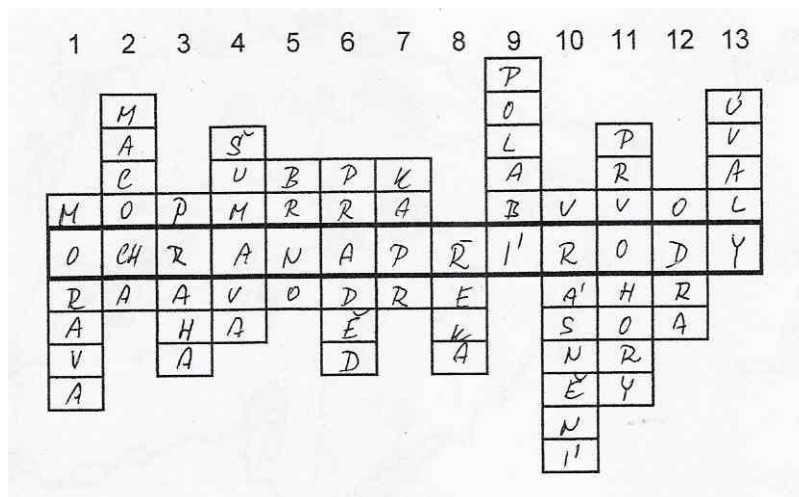 1 2 3 4 5 6 7 8 9 10 11 12 13
P
M O Ú
A Š L P V
C U B P K A R A
M O P M R R A B V V O L
O CH R A N A P Ř Í R O D Y
R A A V O D R E Á H R
A H A Ě K S O A
V A D A N R
A Ě Y
N
Í